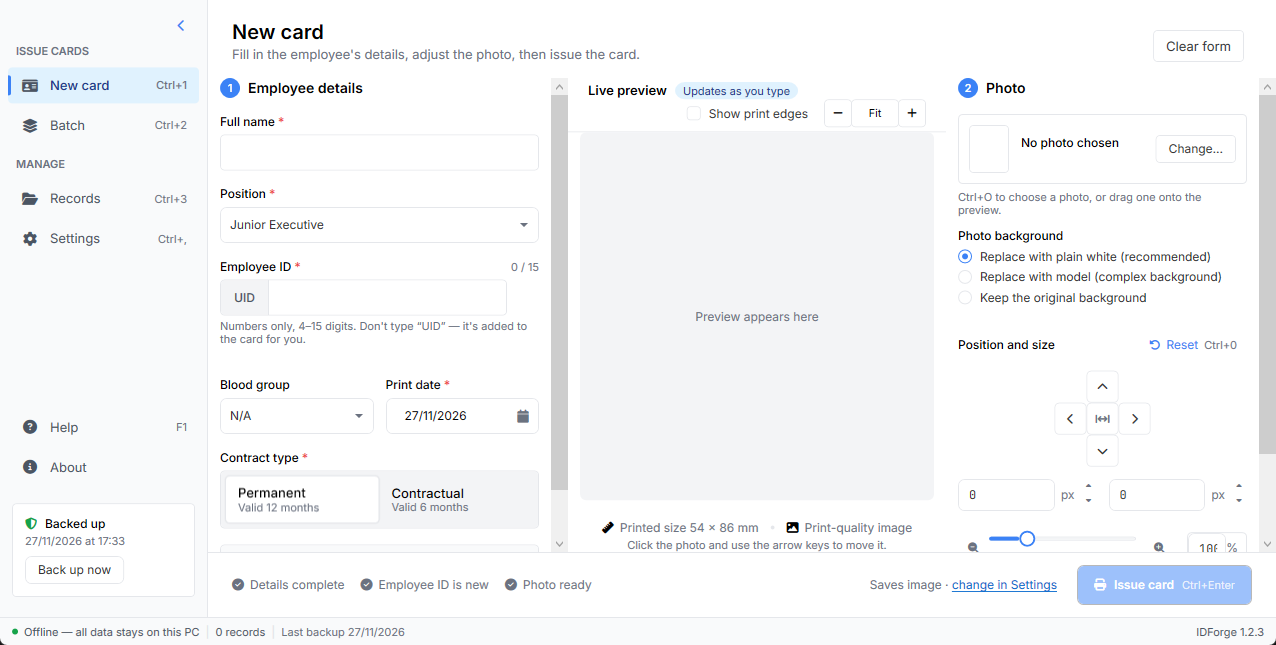 ISSUE CARDS
New card Ctrl+1
Batch Ctrl+2
MANAGE
Records Ctrl+3
Settings Ctrl+,
Help F1
About
Backed up
27/11/2026 at 17:33
Back up now
New card
Fill in the employee's details, adjust the photo, then issue the card.
Clear form
1 Employee details
Full name *
Position *
Junior Executive
Employee ID * 0 / 15
UID
Numbers only, 4–15 digits. Don't type “UID” — it's added to
the card for you.
Blood group Print date *
N/A 27/11/2026
Contract type *
Permanent Contractual
Valid 12 months Valid 6 months
Live preview Updates as you type
Show print edges − Fit +
Preview appears here
Printed size 54 × 86 mm • Print-quality image
Click the photo and use the arrow keys to move it.
2 Photo
No photo chosen
Change...
Ctrl+O to choose a photo, or drag one onto the
preview.
Photo background
Replace with plain white (recommended)
Replace with model (complex background)
Keep the original background
Position and size Reset Ctrl+0
0 px 0 px
100 %
Details complete Employee ID is new Photo ready
Saves image · change in Settings
Issue card Ctrl+Enter
Offline — all data stays on this PC 0 records Last backup 27/11/2026 IDForge 1.2.3